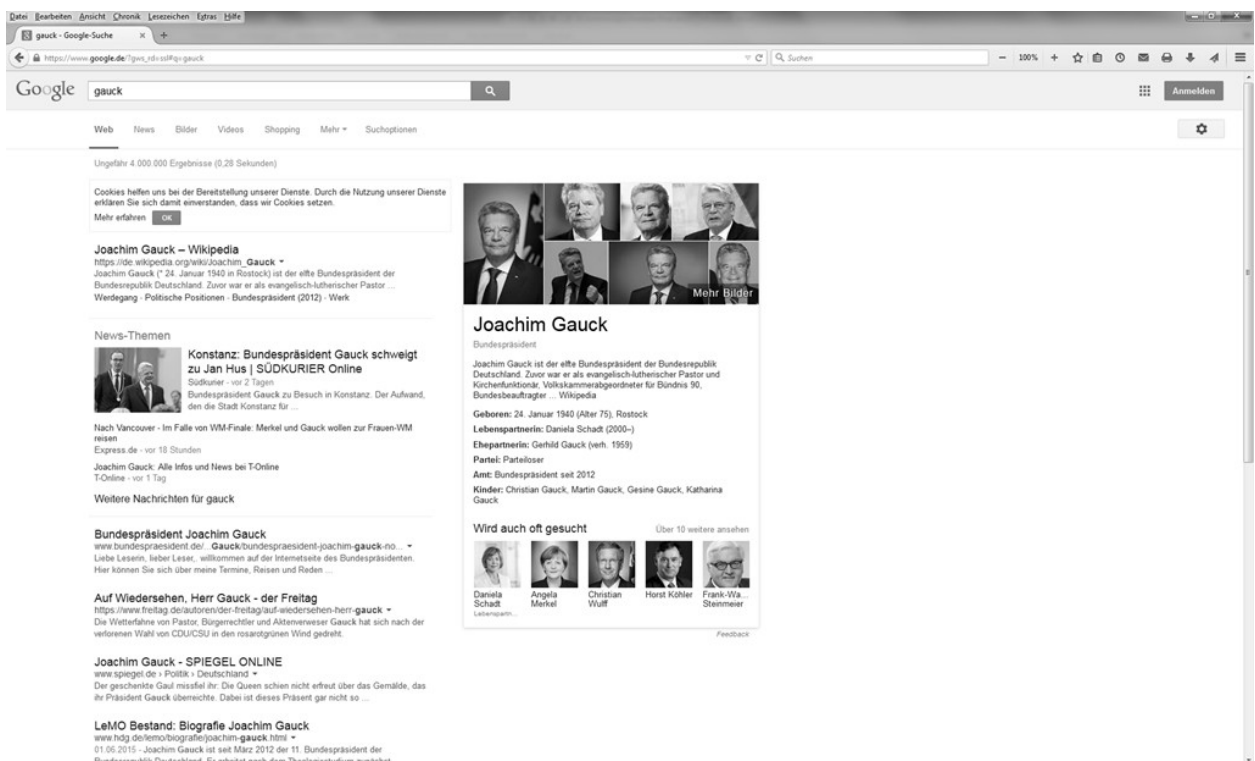 Datei Bearbeiten Ansicht Chronik Lesezeichen Extras Hilfe
gauck - Google-Suche
https://www.google.de/?gws_rd=ssl#q=gauck
Suchen
100%
Google
gauck
Anmelden
Web News Bilder Videos Shopping Mehr Suchoptionen
Ungefähr 4.000.000 Ergebnisse (0,28 Sekunden)
Cookies helfen uns bei der Bereitstellung unserer Dienste. Durch die Nutzung unserer Dienste
erklären Sie sich damit einverstanden, dass wir Cookies setzen.
Mehr erfahren OK
Joachim Gauck – Wikipedia
https://de.wikipedia.org/wiki/Joachim_Gauck
Joachim Gauck (* 24. Januar 1940 in Rostock) ist der elfte Bundespräsident der
Bundesrepublik Deutschland. Zuvor war er als evangelisch-lutherischer Pastor ...
Werdegang - Politische Positionen - Bundespräsident (2012) - Werk
News-Themen
Konstanz: Bundespräsident Gauck schweigt
zu Jan Hus | SÜDKURIER Online
Südkurier - vor 2 Tagen
Bundespräsident Gauck zu Besuch in Konstanz. Der Aufwand,
den die Stadt Konstanz für ...
Nach Vancouver - Im Falle von WM-Finale: Merkel und Gauck wollen zur Frauen-WM
reisen
Express.de - vor 18 Stunden
Joachim Gauck: Alle Infos und News bei T-Online
T-Online - vor 1 Tag
Weitere Nachrichten für gauck
Bundespräsident Joachim Gauck
www.bundespraesident.de/...Gauck/bundespraesident-joachim-gauck-no...
Liebe Leserin, lieber Leser,. willkommen auf der Internetseite des Bundespräsidenten.
Hier können Sie sich über meine Termine, Reisen und Reden ...
Auf Wiedersehen, Herr Gauck - der Freitag
https://www.freitag.de/autoren/der-freitag/auf-wiedersehen-herr-gauck
Die Wetterfahne von Pastor, Bürgerrechtler und Aktenverweser Gauck hat sich nach der
verlorenen Wahl von CDU/CSU in den rosarotgrünen Wind gedreht.
Joachim Gauck - SPIEGEL ONLINE
www.spiegel.de › Politik › Deutschland
Der geschenkte Gaul missfiel ihr: Die Queen schien nicht erfreut über das Gemälde, das
ihr Präsident Gauck überreichte. Dabei ist dieses Präsent gar nicht so ...
LeMO Bestand: Biografie Joachim Gauck
www.hdg.de/lemo/biografie/joachim-gauck.html
01.06.2015 - Joachim Gauck ist seit März 2012 der 11. Bundespräsident der
Mehr Bilder
Joachim Gauck
Bundespräsident
Joachim Gauck ist der elfte Bundespräsident der Bundesrepublik
Deutschland. Zuvor war er als evangelisch-lutherischer Pastor und
Kirchenfunktionär, Volkskammerabgeordneter für Bündnis 90,
Bundesbeauftragter ... Wikipedia
Geboren: 24. Januar 1940 (Alter 75), Rostock
Lebenspartnerin: Daniela Schadt (2000–)
Ehepartnerin: Gerhild Gauck (verh. 1959)
Partei: Parteiloser
Amt: Bundespräsident seit 2012
Kinder: Christian Gauck, Martin Gauck, Gesine Gauck, Katharina
Gauck
Wird auch oft gesucht Über 10 weitere ansehen
Daniela Angela Christian Horst Köhler Frank-Wa...
Schadt Merkel Wulff Steinmeier
Lebenspartn...
Feedback